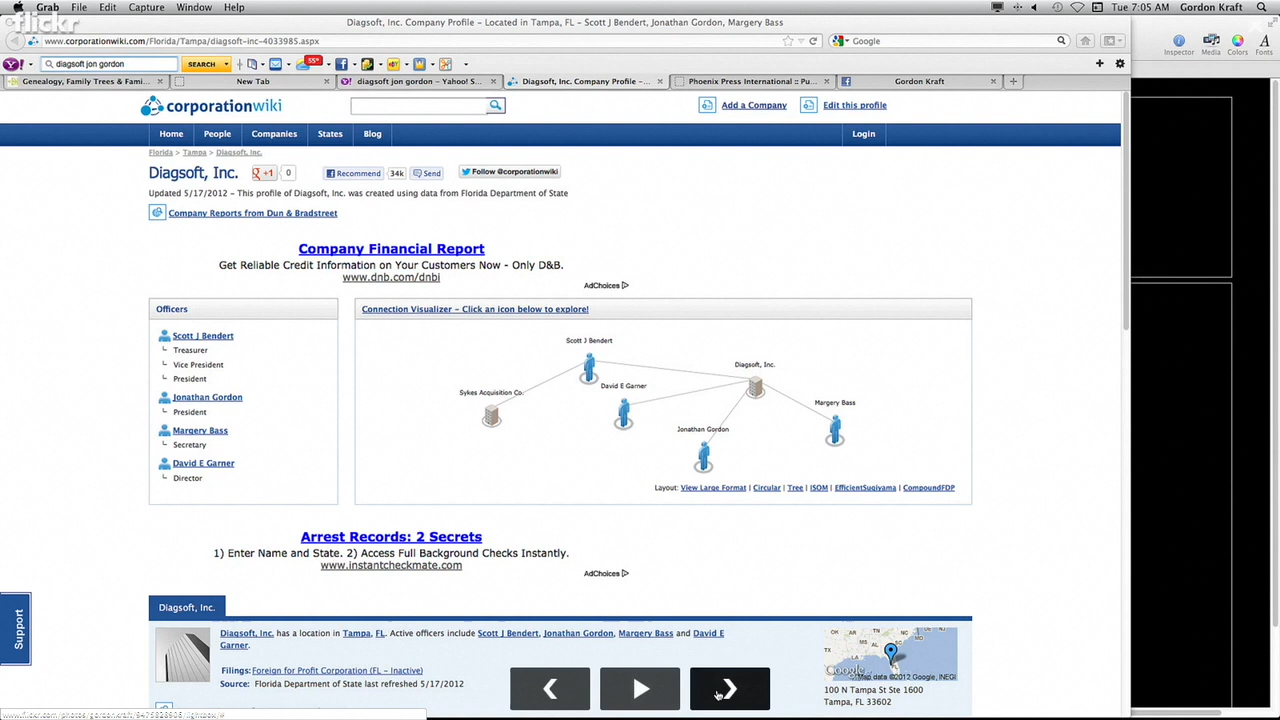 Grab File Edit Capture Window Help
Tue 7:05 AM Gordon Kraft
flickr
Diagsoft, Inc. Company Profile - Located in Tampa, FL - Scott J Bendert, Jonathan Gordon, Margery Bass
www.corporationwiki.com/Florida/Tampa/diagsoft-inc-4033985.aspx
Google
Inspector Media Colors Fonts
diagsoft jon gordon
SEARCH
Genealogy, Family Trees & Fami...
New Tab
diagsoft jon gordon - Yahoo! S...
Diagsoft, Inc. Company Profile -...
Phoenix Press International :: Pu...
Gordon Kraft
corporationwiki
Add a Company Edit this profile
Home People Companies States Blog Login
Florida > Tampa > Diagsoft, Inc.
Diagsoft, Inc. +1 0 Recommend 34k Send Follow @corporationwiki
Updated 5/17/2012 - This profile of Diagsoft, Inc. was created using data from Florida Department of State
Company Reports from Dun & Bradstreet
Company Financial Report
Get Reliable Credit Information on Your Customers Now - Only D&B.
www.dnb.com/dnbi
AdChoices
Officers
Scott J Bendert
Treasurer
Vice President
President
Jonathan Gordon
President
Margery Bass
Secretary
David E Garner
Director
Connection Visualizer - Click an icon below to explore!
Scott J Bendert
Diagsoft, Inc.
David E Garner
Sykes Acquisition Co.
Margery Bass
Jonathan Gordon
Layout: View Large Format | Circular | Tree | ISOM | EfficientSugiyama | CompoundFDP
Arrest Records: 2 Secrets
1) Enter Name and State. 2) Access Full Background Checks Instantly.
www.instantcheckmate.com
AdChoices
Support
Diagsoft, Inc.
Diagsoft, Inc. has a location in Tampa, FL. Active officers include Scott J Bendert, Jonathan Gordon, Margery Bass and David E
Garner.
Filings: Foreign for Profit Corporation (FL - Inactive)
Source: Florida Department of State last refreshed 5/17/2012
Google
Map data ©2012 Google, INEGI
100 N Tampa St Ste 1600
Tampa, FL 33602